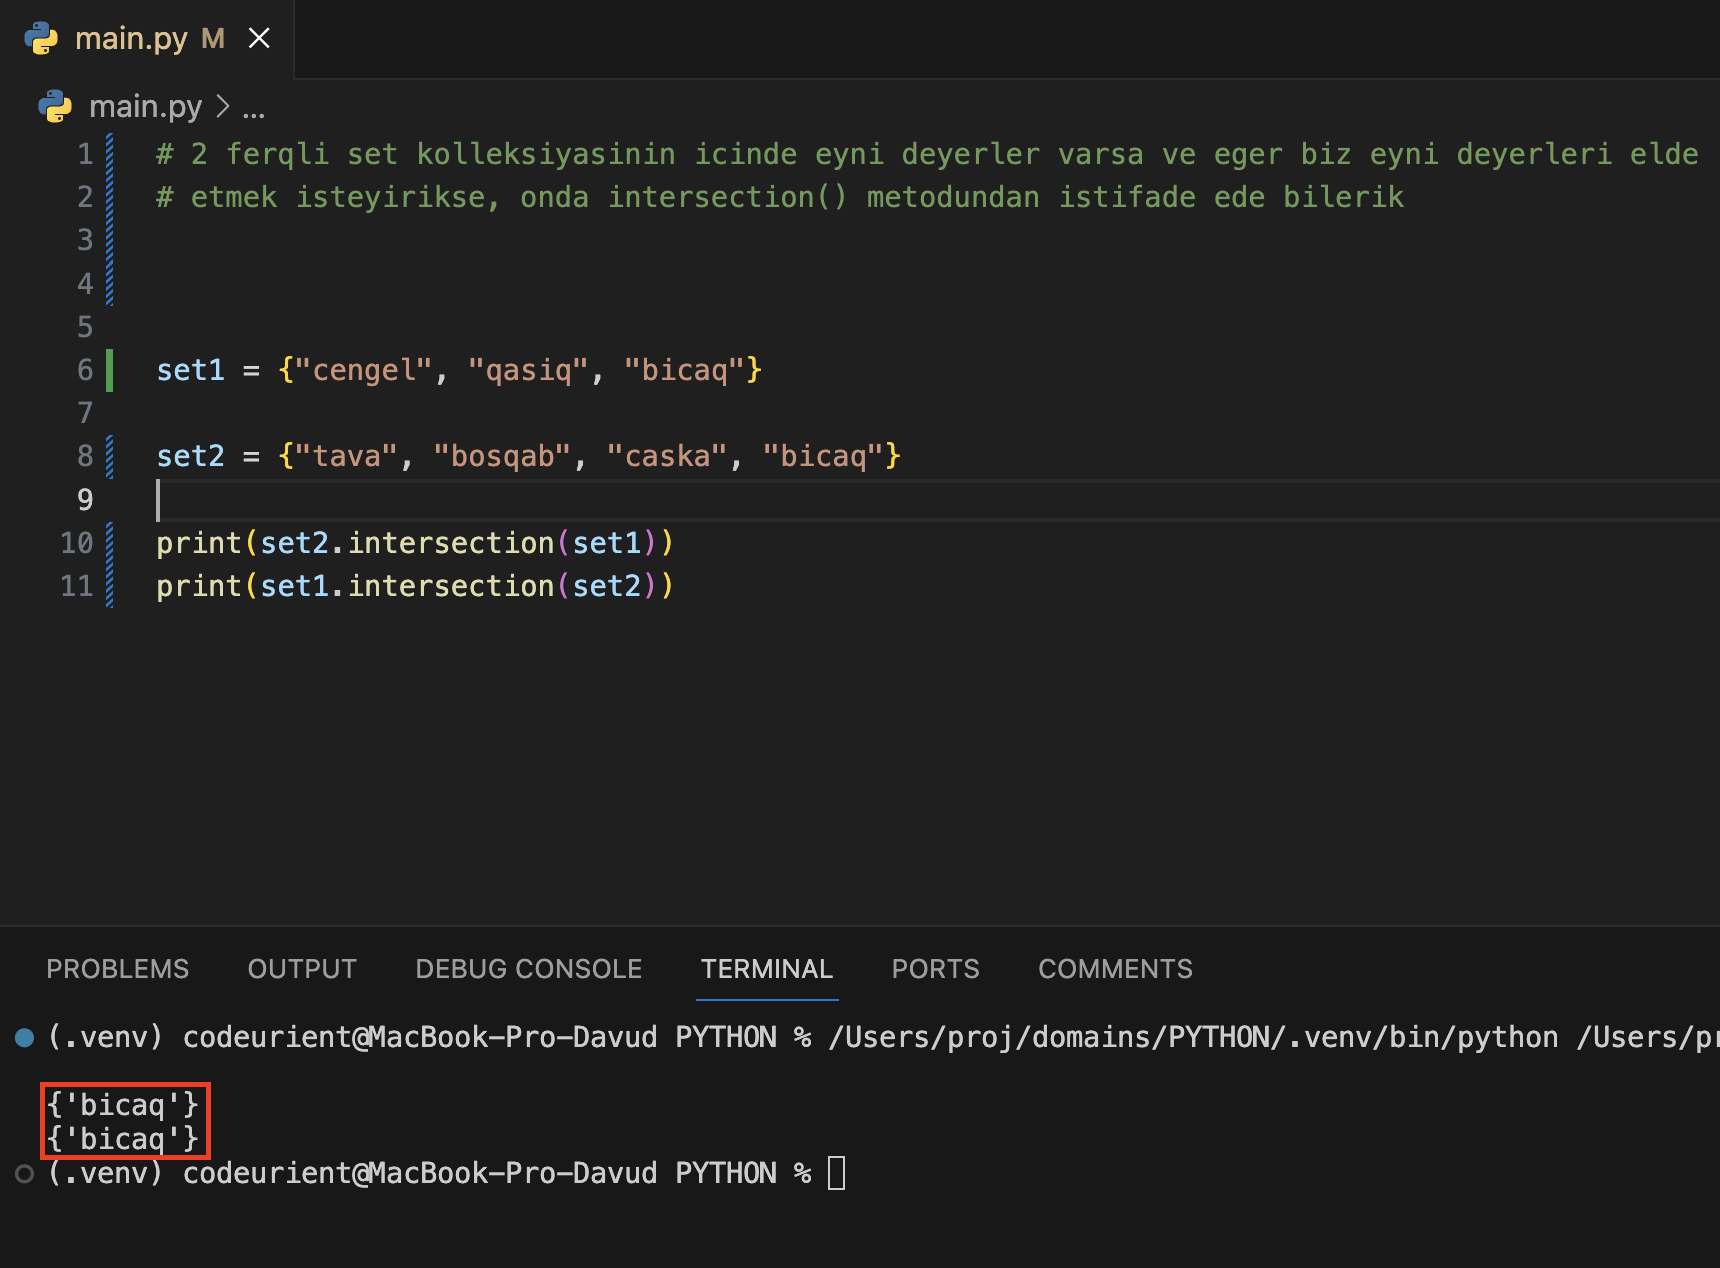 main.py M
main.py > ...
1 # 2 ferqli set kolleksiyasinin icinde eyni deyerler varsa ve eger biz eyni deyerleri elde
2 # etmek isteyirikse, onda intersection() metodundan istifade ede bilerik
3
4
5
6 set1 = {"cengel", "qasiq", "bicaq"}
7
8 set2 = {"tava", "bosqab", "caska", "bicaq"}
9
10 print(set2.intersection(set1))
11 print(set1.intersection(set2))
PROBLEMS OUTPUT DEBUG CONSOLE TERMINAL PORTS COMMENTS
(.venv) codeurient@MacBook-Pro-Davud PYTHON % /Users/proj/domains/PYTHON/.venv/bin/python /Users/pr
{'bicaq'}
{'bicaq'}
(.venv) codeurient@MacBook-Pro-Davud PYTHON %